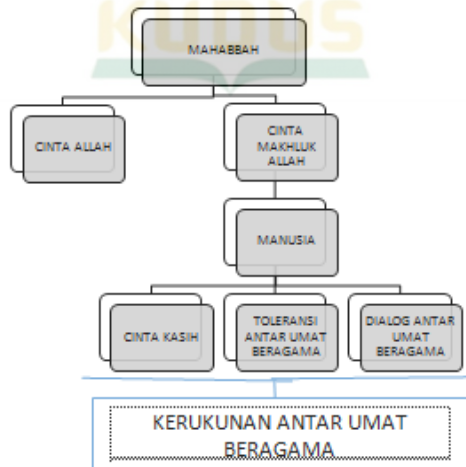 KUDUS
MAHABBAH
CINTA ALLAH
CINTA
MAKHLUK
ALLAH
MANUSIA
CINTA KASIH
TOLERANSI
ANTAR UMAT
BERAGAMA
DIALOG ANTAR
UMAT
BERAGAMA
KERUKUNAN ANTAR UMAT
BERAGAMA